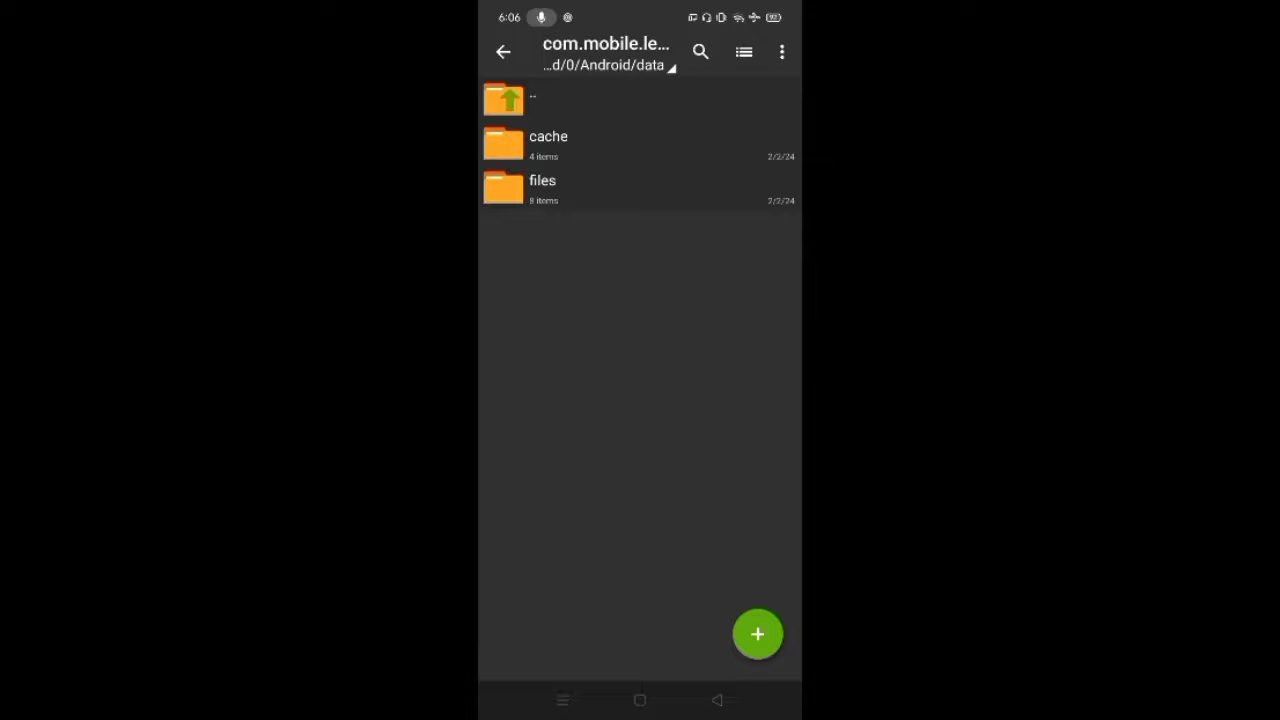 6:06
com.mobile.le...
...d/0/Android/data
..
cache
4 items
2/2/24
files
8 items
2/2/24
+